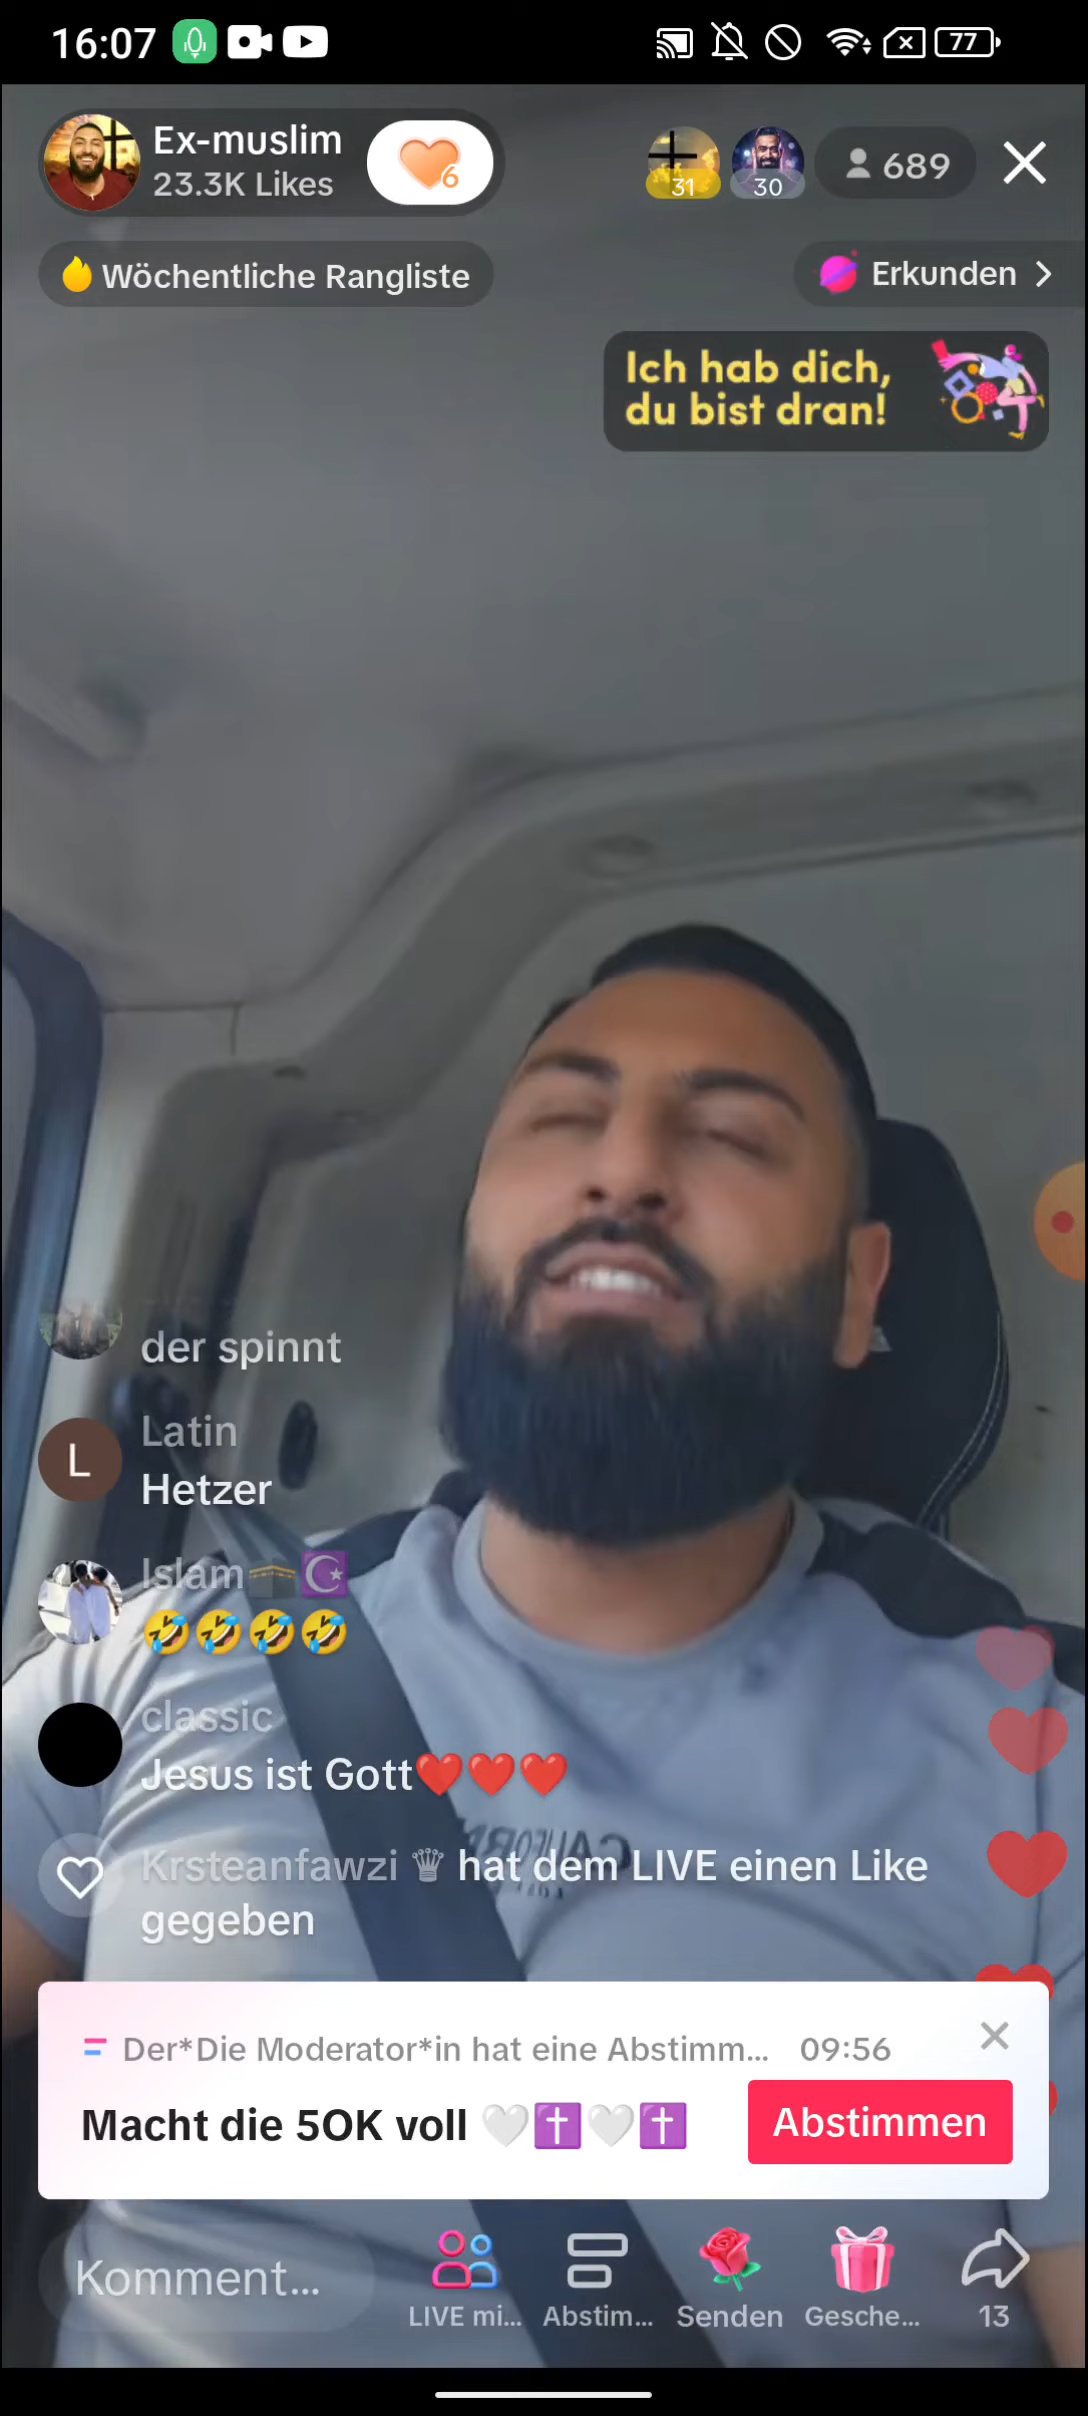 16:07
77
Ex-muslim
23.3K Likes
6
31
30
689
Wöchentliche Rangliste
Erkunden
Ich hab dich,
du bist dran!
der spinnt
L
Latin
Hetzer
Islam🕋☪️
🤣🤣🤣🤣
classic
Jesus ist Gott❤️❤️❤️
Krsteanfawzi ♕ hat dem LIVE einen Like
gegeben
Der*Die Moderator*in hat eine Abstimm... 09:56
Macht die 50K voll 🤍✝️🤍✝️
Abstimmen
Komment...
LIVE mi...
Abstim...
Senden
Gesche...
13